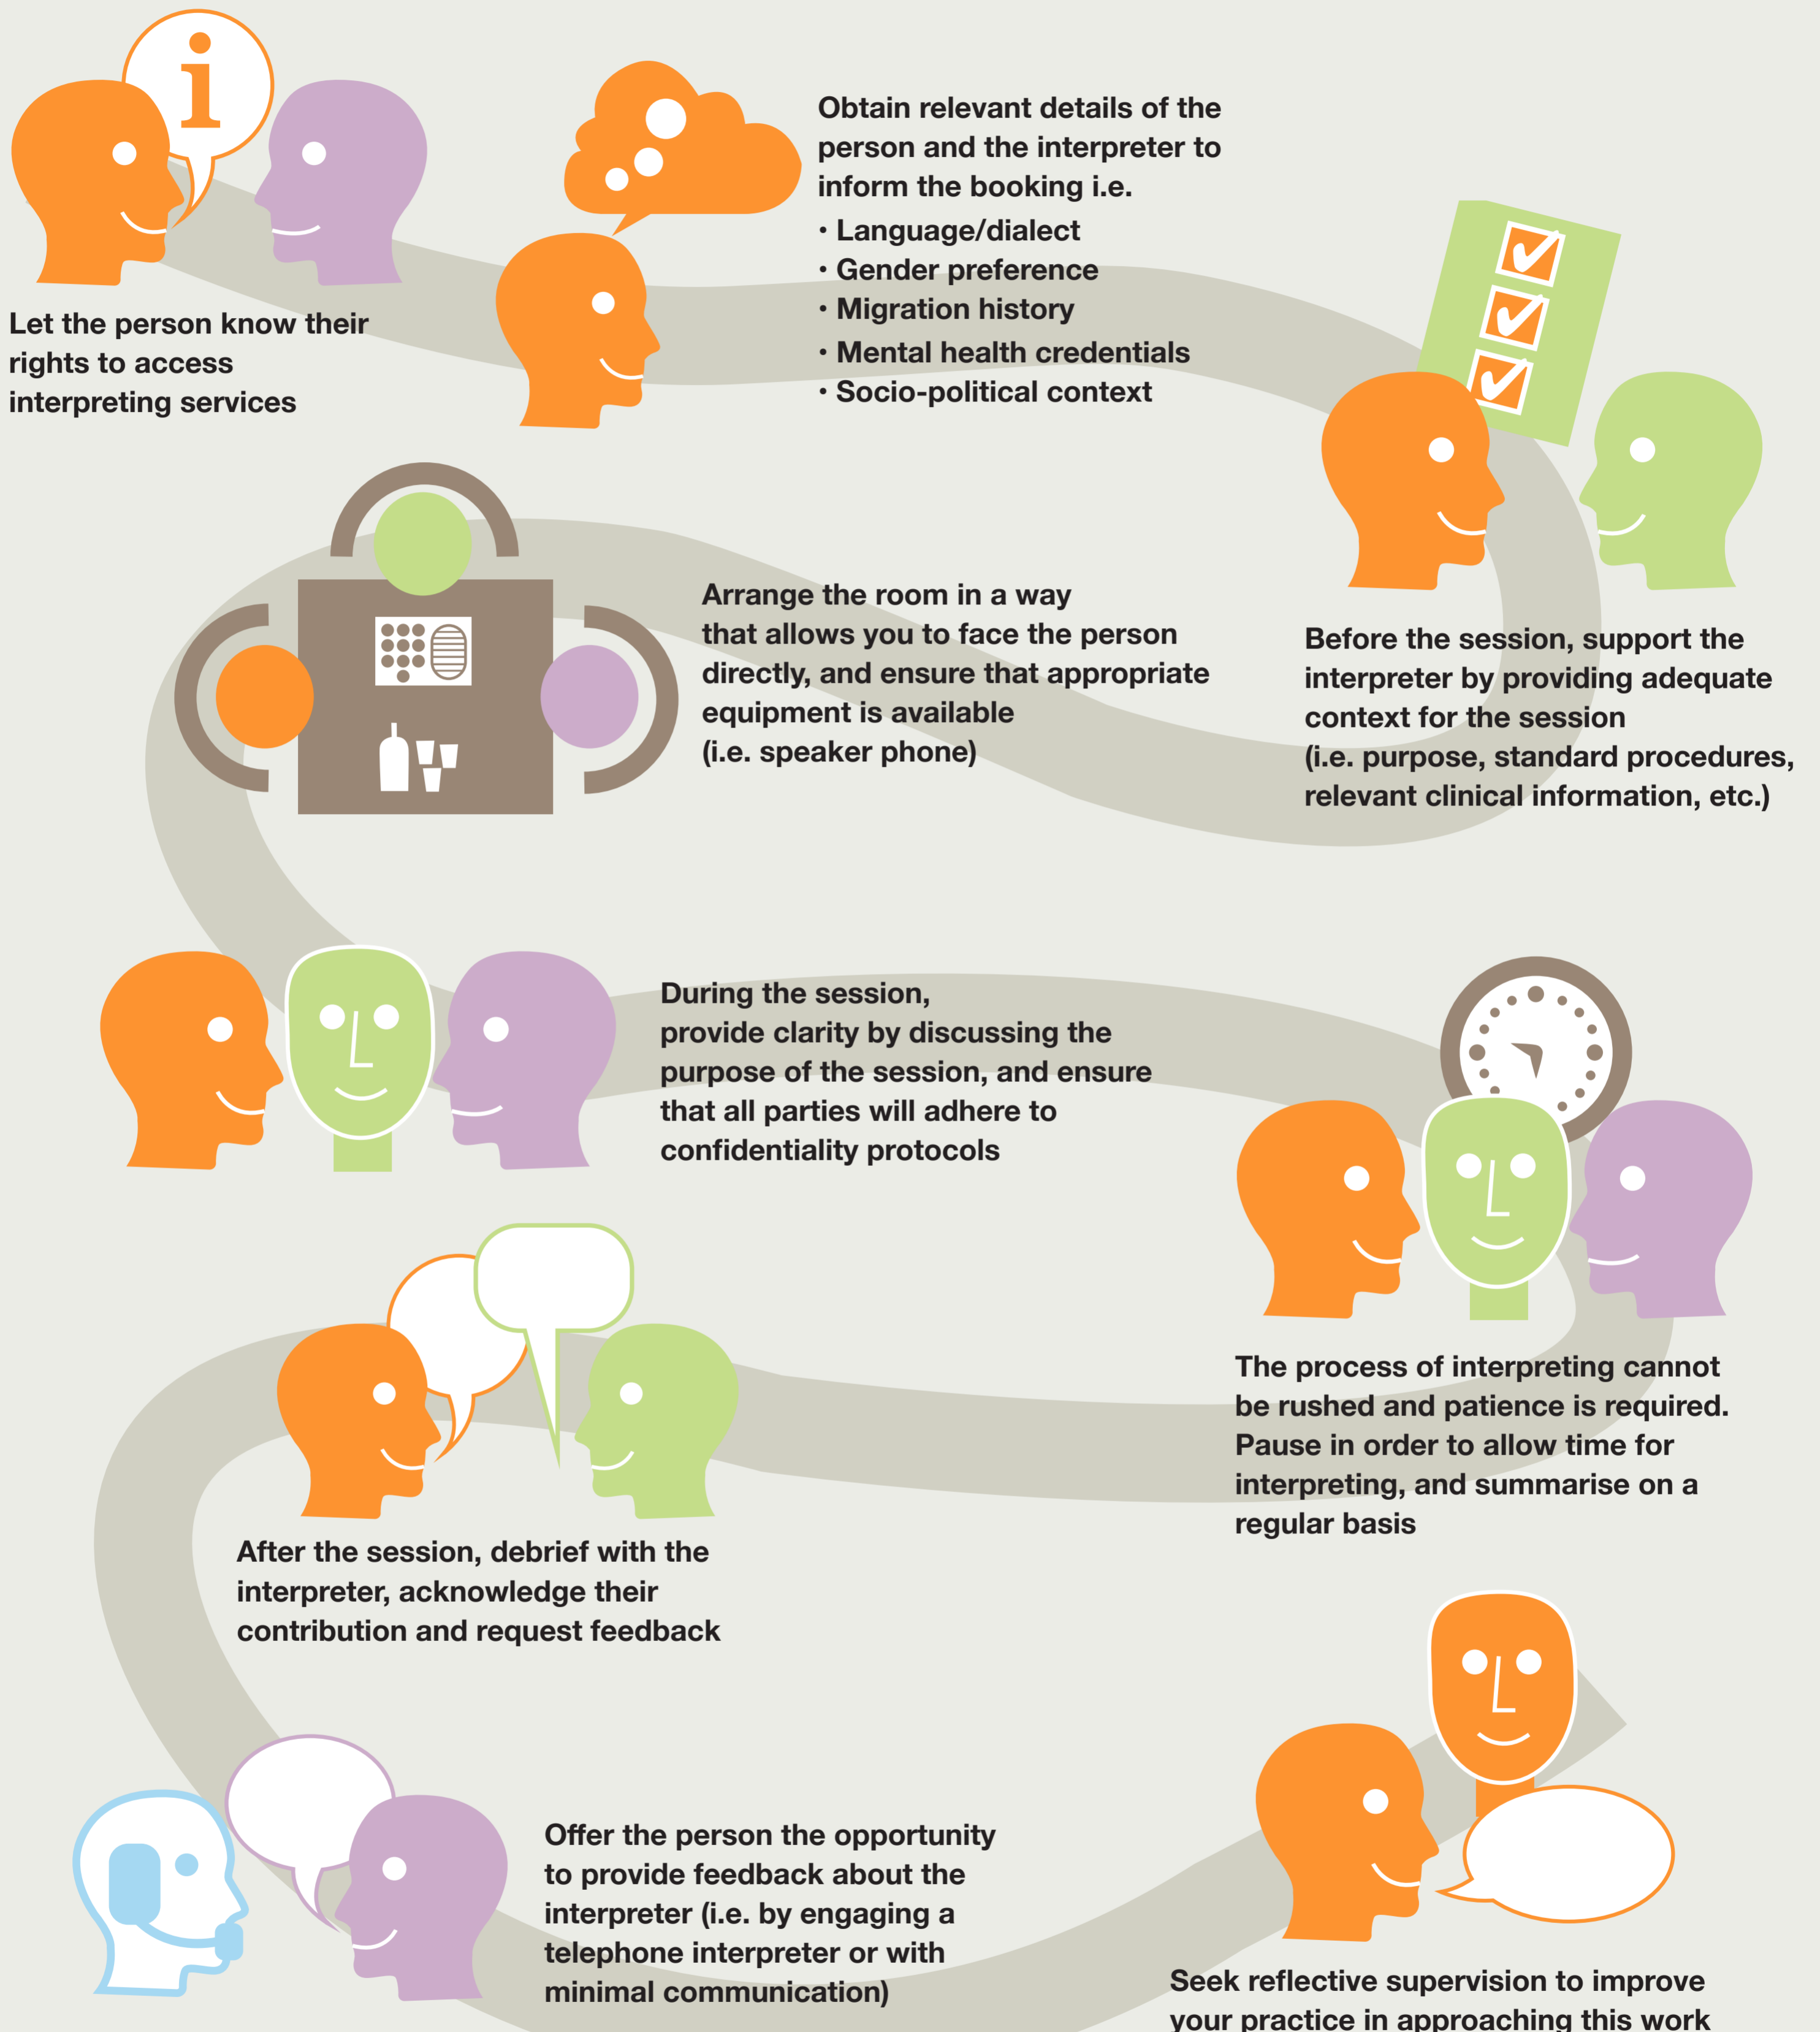 Let the person know their
rights to access
interpreting services
Obtain relevant details of the
person and the interpreter to
inform the booking i.e.
• Language/dialect
• Gender preference
• Migration history
• Mental health credentials
• Socio-political context
Before the session, support the
interpreter by providing adequate
context for the session
(i.e. purpose, standard procedures,
relevant clinical information, etc.)
Arrange the room in a way
that allows you to face the person
directly, and ensure that appropriate
equipment is available
(i.e. speaker phone)
During the session,
provide clarity by discussing the
purpose of the session, and ensure
that all parties will adhere to
confidentiality protocols
The process of interpreting cannot
be rushed and patience is required.
Pause in order to allow time for
interpreting, and summarise on a
regular basis
After the session, debrief with the
interpreter, acknowledge their
contribution and request feedback
Offer the person the opportunity
to provide feedback about the
interpreter (i.e. by engaging a
telephone interpreter or with
minimal communication)
Seek reflective supervision to improve
your practice in approaching this work
i